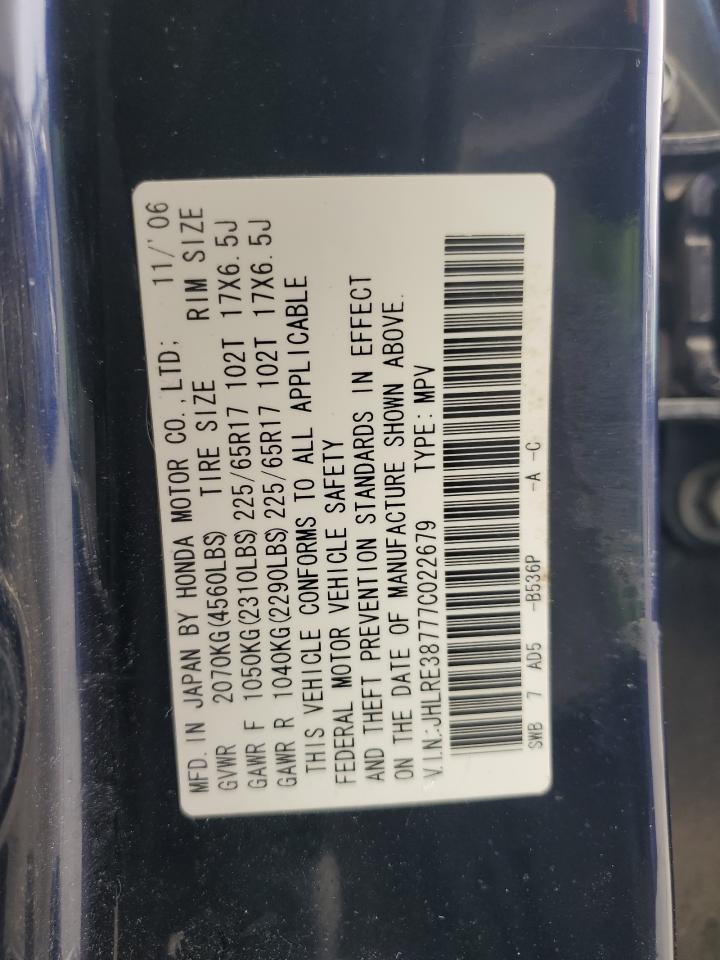 MFD. IN JAPAN BY HONDA MOTOR CO., LTD; 11/'06
GVWR 2070KG(4560LBS) TIRE SIZE RIM SIZE
GAWR F 1050KG(2310LBS) 225/65R17 102T 17X6.5J
GAWR R 1040KG(2290LBS) 225/65R17 102T 17X6.5J
THIS VEHICLE CONFORMS TO ALL APPLICABLE
FEDERAL MOTOR VEHICLE SAFETY
AND THEFT PREVENTION STANDARDS IN EFFECT
ON THE DATE OF MANUFACTURE SHOWN ABOVE.
V.I.N.:JHLRE38777C022679 TYPE: MPV
SWB 7 AD5 -B536P -A -C